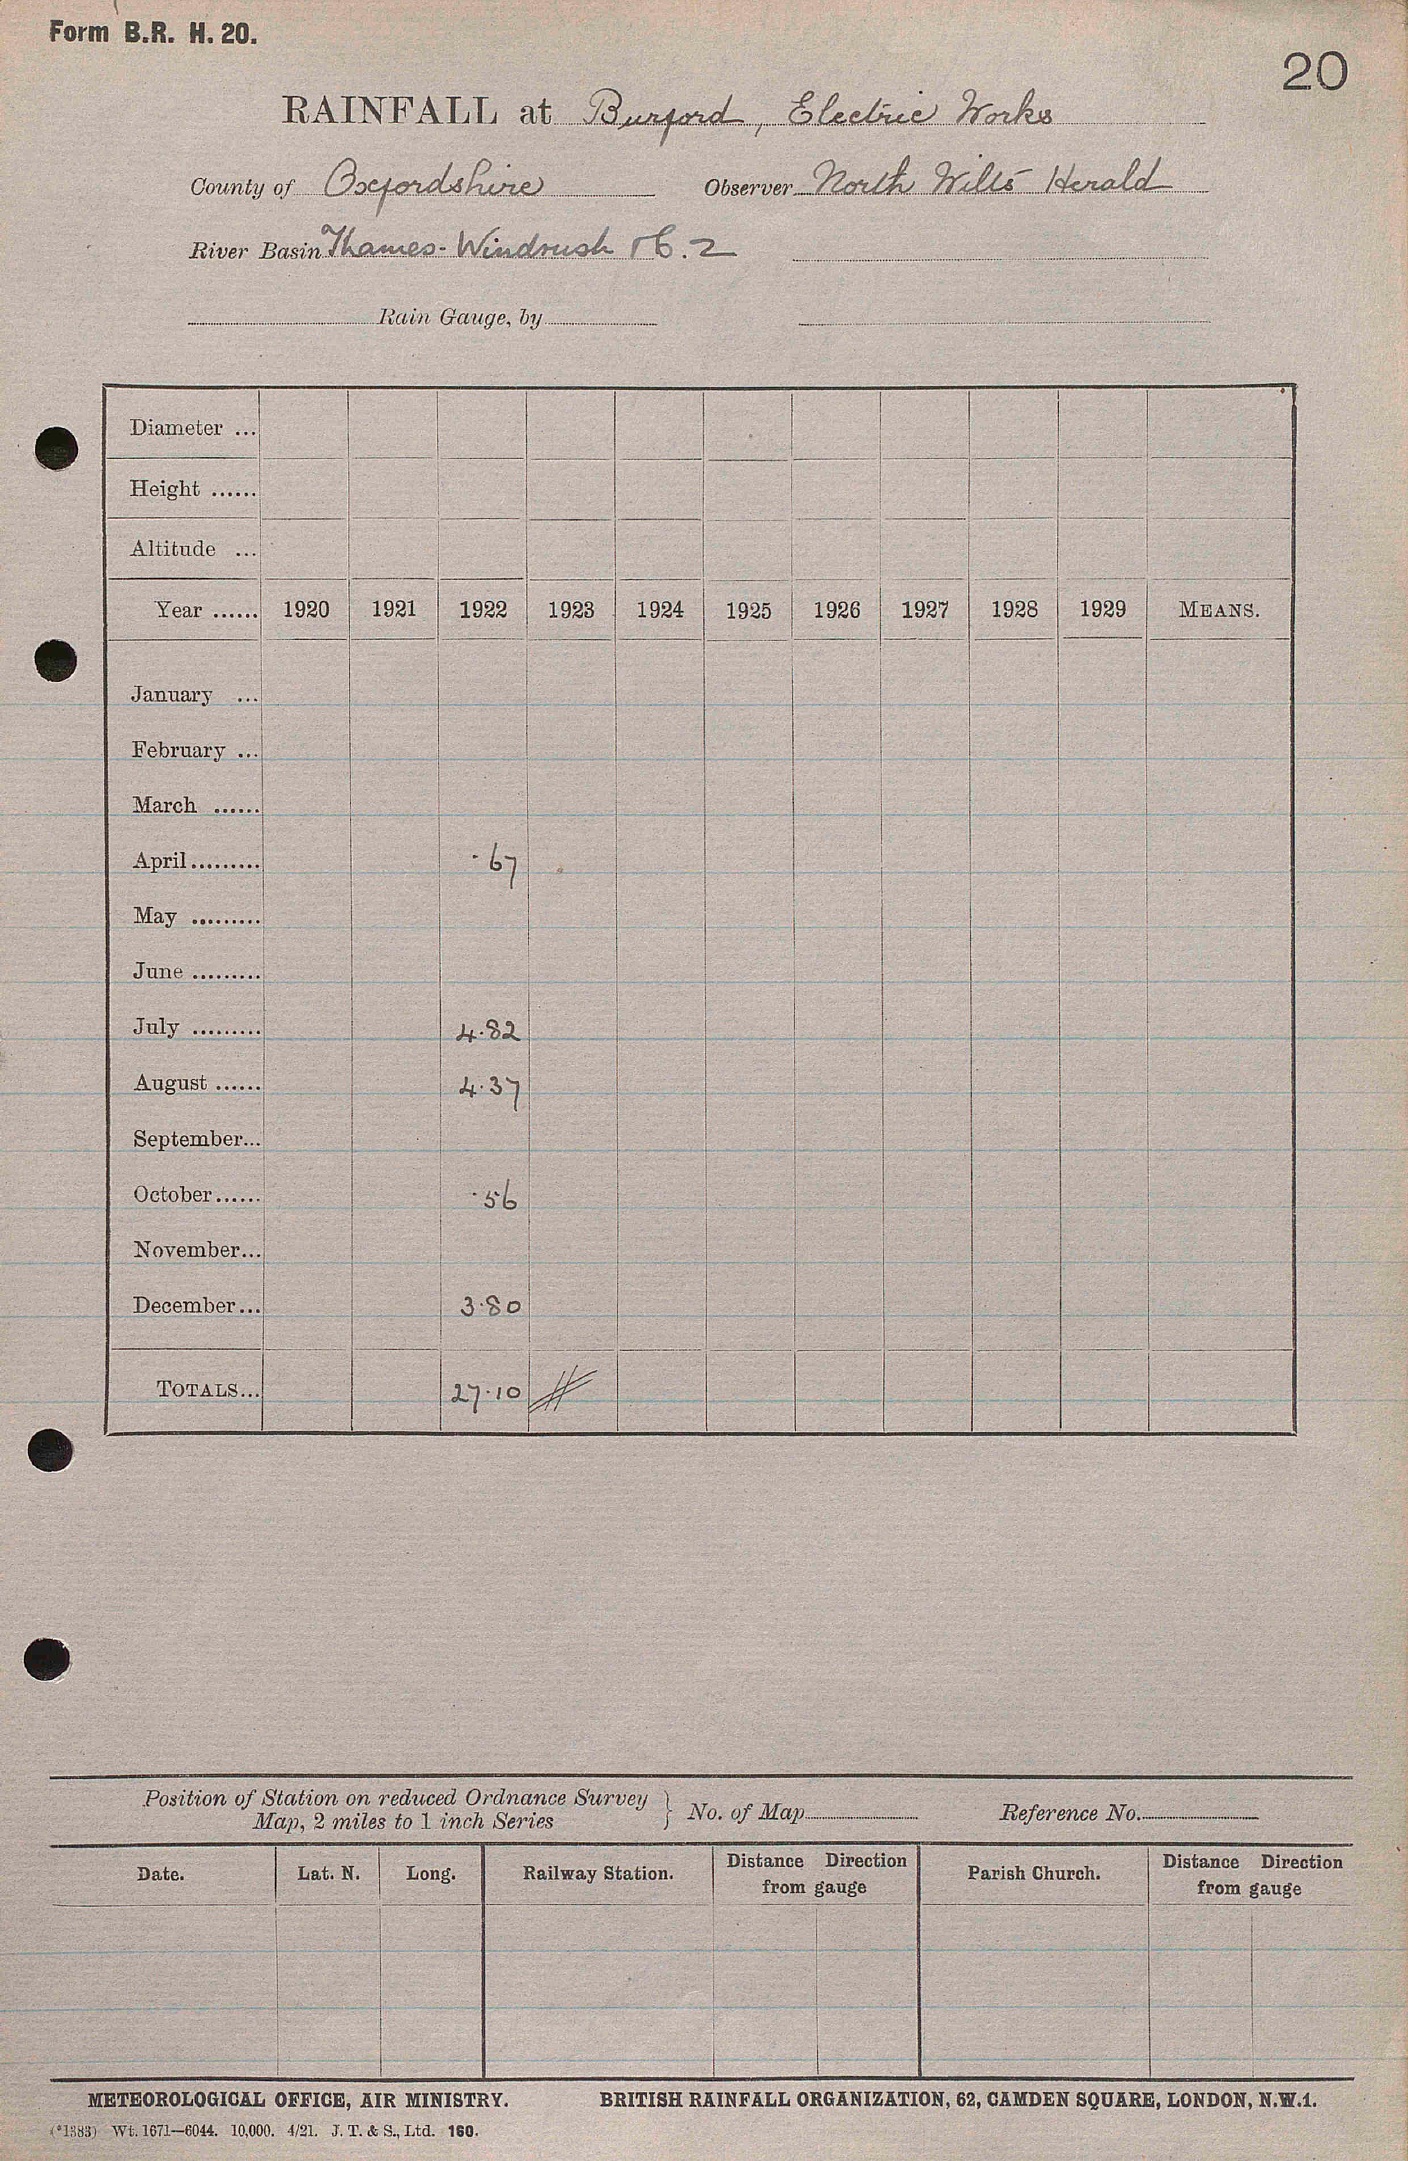 Form B.R. H. 20.
20
RAINFALL at Burford, Electric Works
County of Oxfordshire Observer North Wilts Herald
River Basin Thames-Windrush
Rain Gauge, by
Diameter ...
Height ......
Altitude ...
Year ...... 1920 1921 1922 1923 1924 1925 1926 1927 1928 1929 MEANS.
January ...
February ...
March ......
April......... .67
May .........
June .........
July ......... 4.82
August ...... 4.37
September...
October...... .56
November...
December... 3.80
TOTALS... 27.10
Position of Station on reduced Ordnance Survey
Map, 2 miles to 1 inch Series } No. of Map Reference No.
Date. Lat. N. Long. Railway Station. Distance Direction from gauge Parish Church. Distance Direction from gauge
METEOROLOGICAL OFFICE, AIR MINISTRY. BRITISH RAINFALL ORGANIZATION, 62, CAMDEN SQUARE, LONDON, N.W.1.
(*1383) Wt. 1671—6044. 10,000. 4/21. J. T. & S., Ltd. 160.